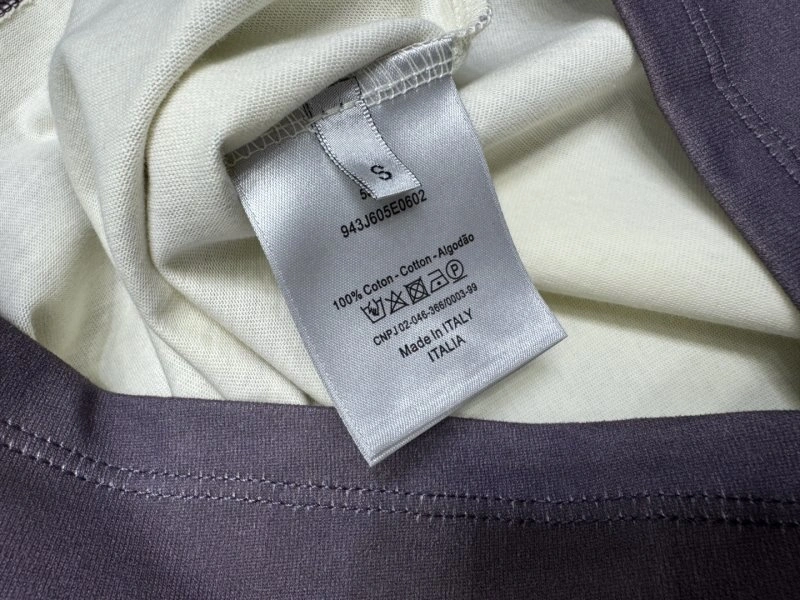 S
943J605E0602
100% Coton - Cotton - Algodão
CNPJ 02-046-366/0003-99
Made In ITALY
ITALIA